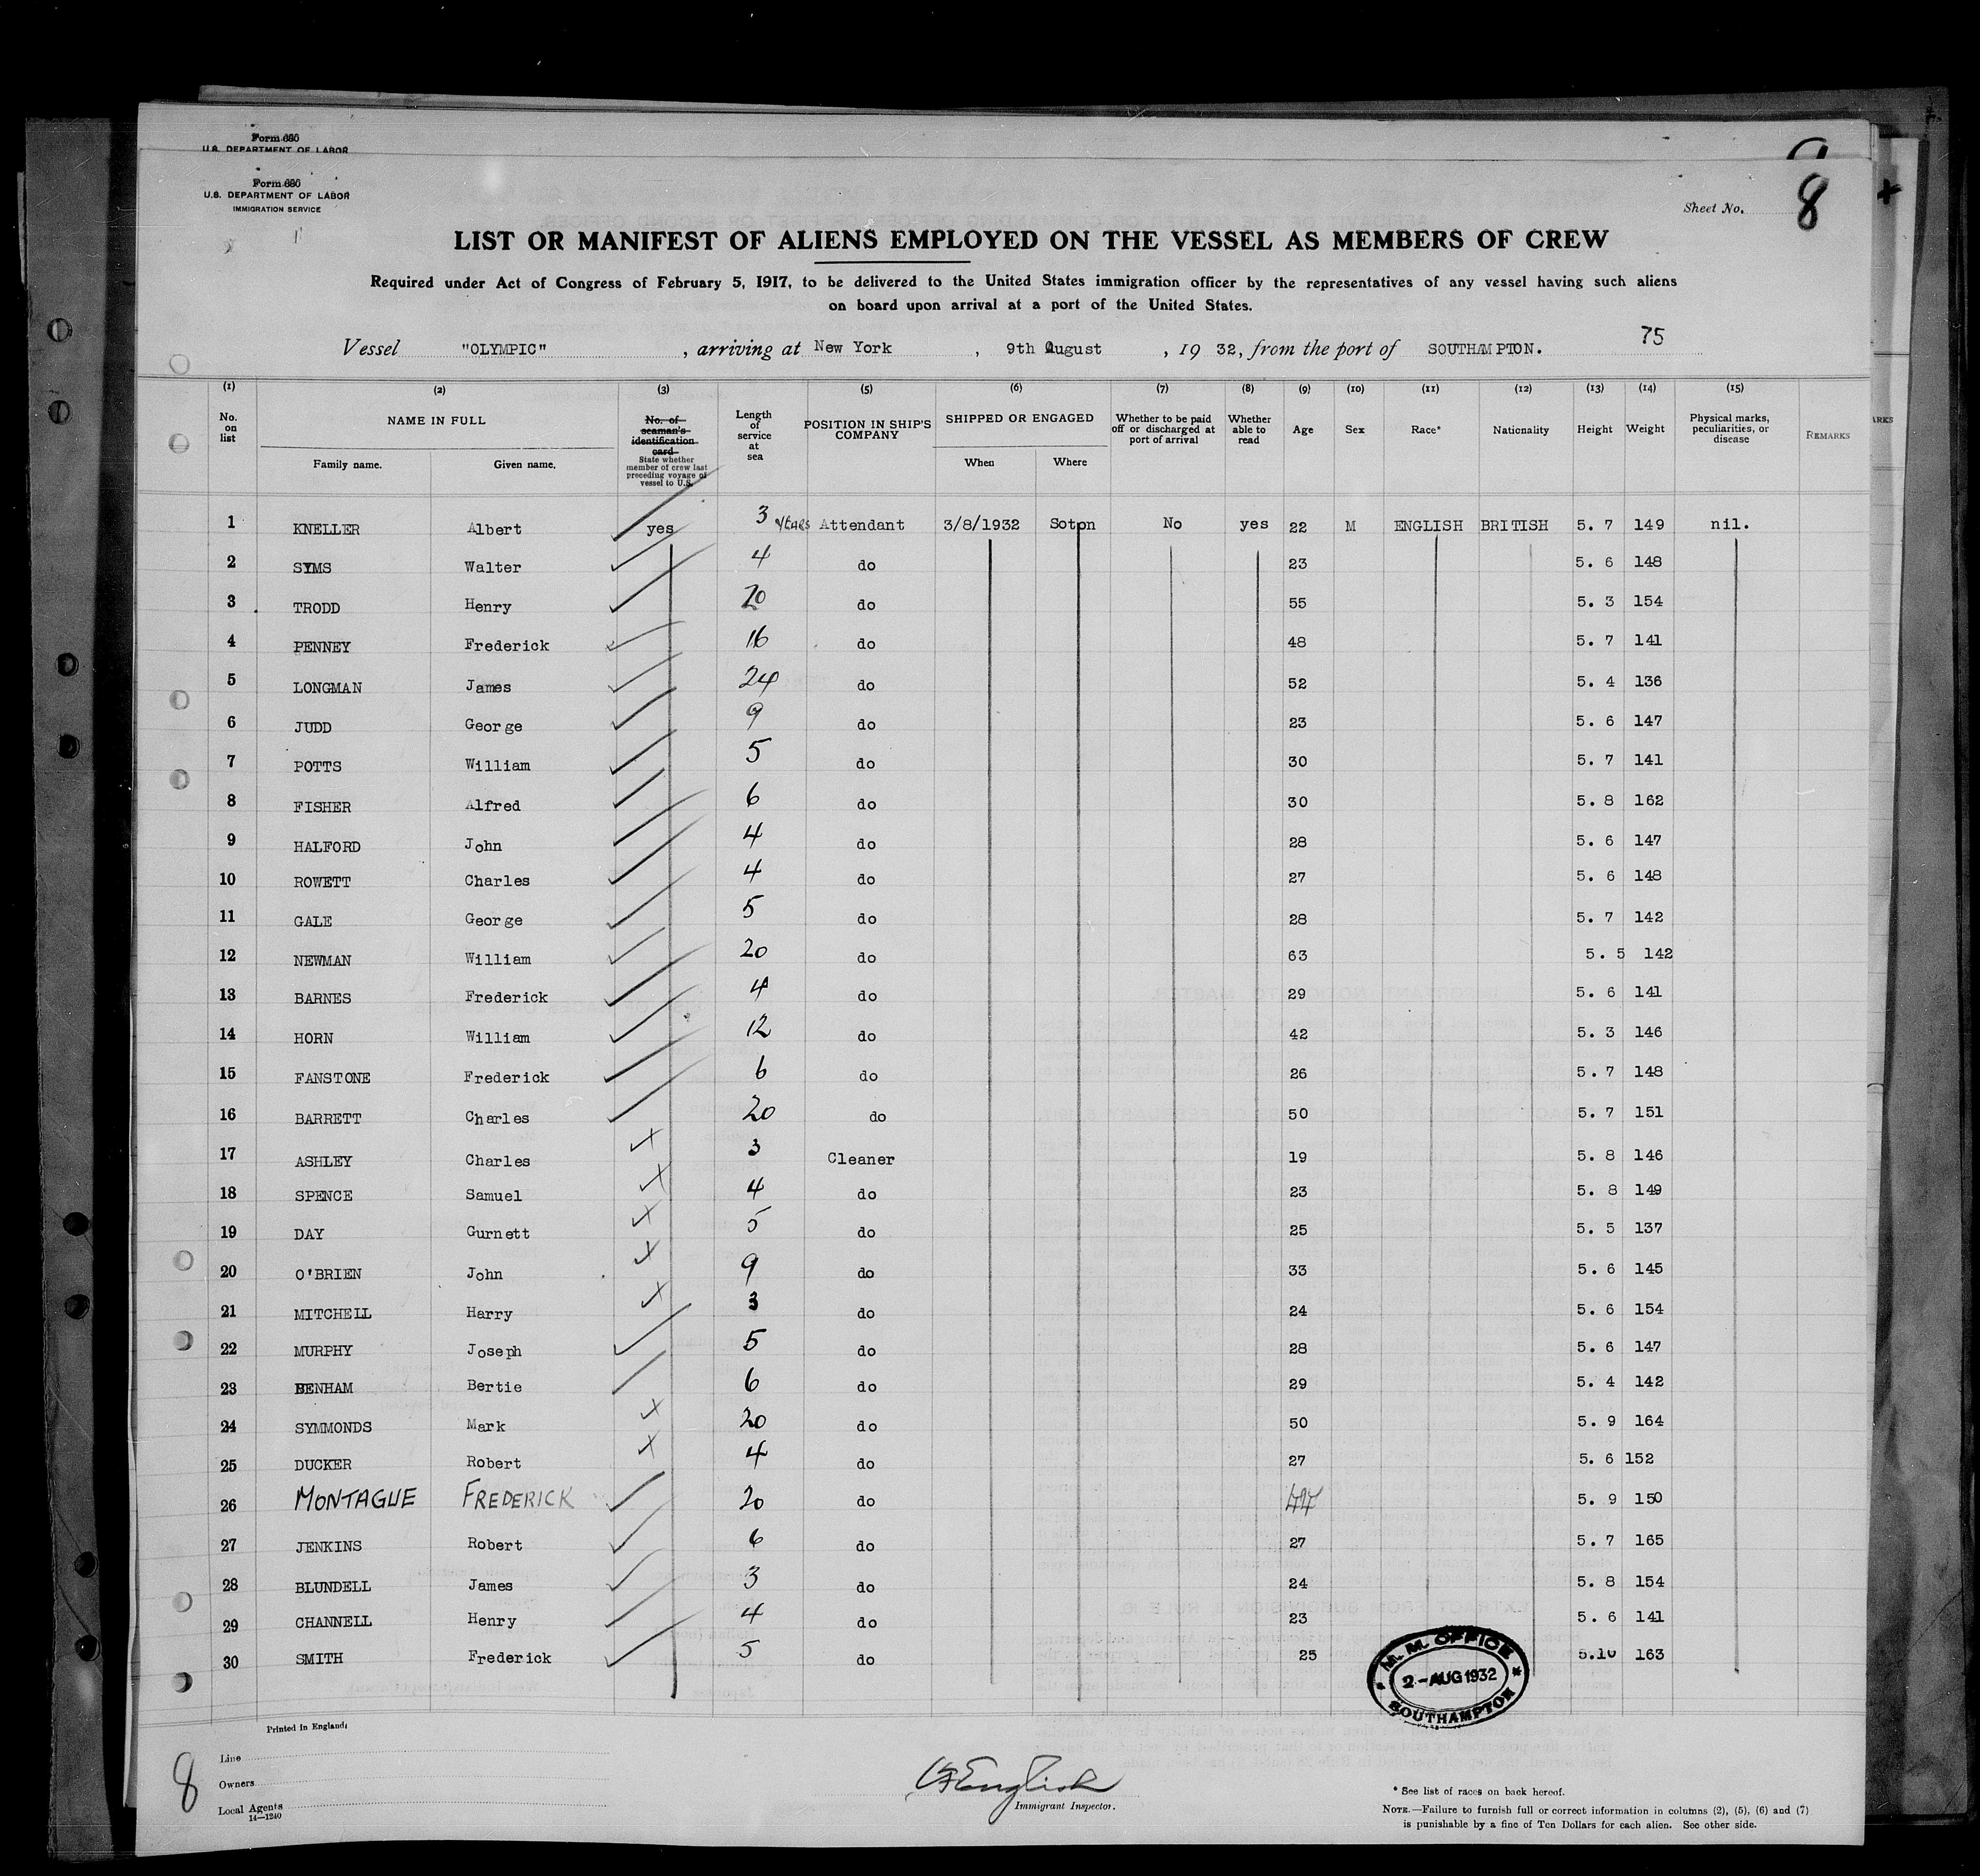 Form 686
U.S. DEPARTMENT OF LABOR
Form 686
U.S. DEPARTMENT OF LABOR
IMMIGRATION SERVICE
Sheet No. 8
LIST OR MANIFEST OF ALIENS EMPLOYED ON THE VESSEL AS MEMBERS OF CREW
Required under Act of Congress of February 5, 1917, to be delivered to the United States immigration officer by the representatives of any vessel having such aliens
on board upon arrival at a port of the United States.
75
Vessel "OLYMPIC", arriving at New York, 9th August, 19 32, from the port of SOUTHAMPTON.
(1) (2) (3) (5) (6) (7) (8) (9) (10) (11) (12) (13) (14) (15)
No. on list NAME IN FULL Family name. Given name. No. of seaman's identification card State whether member of crew last preceding voyage of vessel to U.S. Length of service at sea POSITION IN SHIP'S COMPANY SHIPPED OR ENGAGED When Where Whether to be paid off or discharged at port of arrival Whether able to read Age Sex Race* Nationality Height Weight Physical marks, peculiarities, or disease REMARKS
1 KNELLER Albert yes 3 years Attendant 3/8/1932 Soton No yes 22 M ENGLISH BRITISH 5. 7 149 nil.
2 SYMS Walter 4 do 23 5. 6 148
3 TRODD Henry 20 do 55 5. 3 154
4 PENNEY Frederick 16 do 48 5. 7 141
5 LONGMAN James 24 do 52 5. 4 136
6 JUDD George 9 do 23 5. 6 147
7 POTTS William 5 do 30 5. 7 141
8 FISHER Alfred 6 do 30 5. 8 162
9 HALFORD John 4 do 28 5. 6 147
10 ROWETT Charles 4 do 27 5. 6 148
11 GALE George 5 do 28 5. 7 142
12 NEWMAN William 20 do 63 5. 5 142
13 BARNES Frederick 4 do 29 5. 6 141
14 HORN William 12 do 42 5. 3 146
15 FANSTONE Frederick 6 do 26 5. 7 148
16 BARRETT Charles 20 do 50 5. 7 151
17 ASHLEY Charles 3 Cleaner 19 5. 8 146
18 SPENCE Samuel 4 do 23 5. 8 149
19 DAY Gurnett 5 do 25 5. 5 137
20 O'BRIEN John 9 do 33 5. 6 145
21 MITCHELL Harry 3 do 24 5. 6 154
22 MURPHY Joseph 5 do 28 5. 6 147
23 BENHAM Bertie 6 do 29 5. 4 142
24 SYMMONDS Mark 20 do 50 5. 9 164
25 DUCKER Robert 4 do 27 5. 6 152
26 MONTAGUE FREDERICK 20 do 5. 9 150
27 JENKINS Robert 6 do 27 5. 7 165
28 BLUNDELL James 3 do 24 5. 8 154
29 CHANNELL Henry 4 do 23 5. 6 141
30 SMITH Frederick 5 do 25 5.10 163
M. M. OFFICE
2-AUG 1932
SOUTHAMPTON
Printed in England
8
Line
Owners
Local Agents
14—1240
English
Immigrant Inspector.
* See list of races on back hereof.
NOTE.—Failure to furnish full or correct information in columns (2), (5), (6) and (7)
is punishable by a fine of Ten Dollars for each alien. See other side.